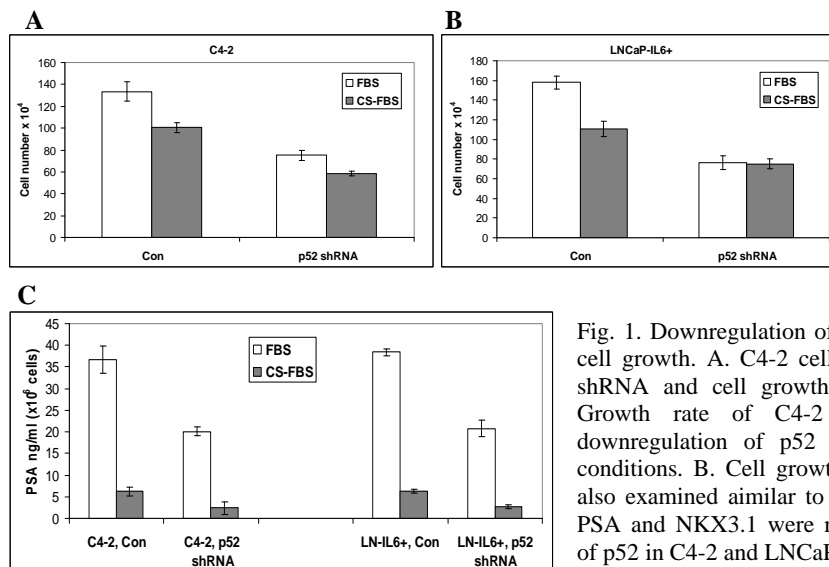 A
C4-2
160
140
120
100
80
60
40
20
0
Cell number x 10⁴
FBS
CS-FBS
Con
p52 shRNA
B
LNCaP-IL6+
180
160
140
120
100
80
60
40
20
0
Cell number x 10⁴
FBS
CS-FBS
Con
p52 shRNA
C
45
40
35
30
25
20
15
10
5
0
PSA ng/ml (x10⁶ cells)
FBS
CS-FBS
C4-2, Con
C4-2, p52
shRNA
LN-IL6+, Con
LN-IL6+, p52
shRNA
Fig. 1. Downregulation of
cell growth. A. C4-2 cell
shRNA and cell growth
Growth rate of C4-2
downregulation of p52
conditions. B. Cell growt
also examined aimilar to
PSA and NKX3.1 were r
of p52 in C4-2 and LNCaP